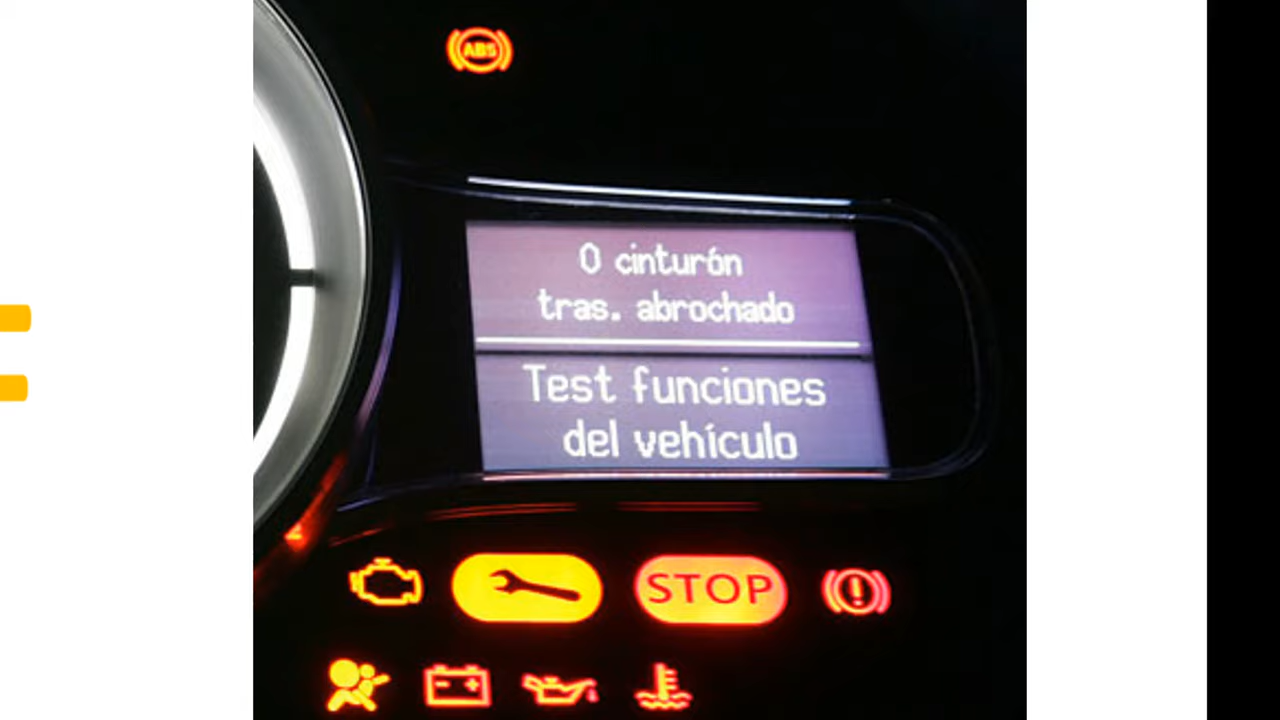 ABS
0 cinturón
tras. abrochado
Test funciones
del vehículo
STOP